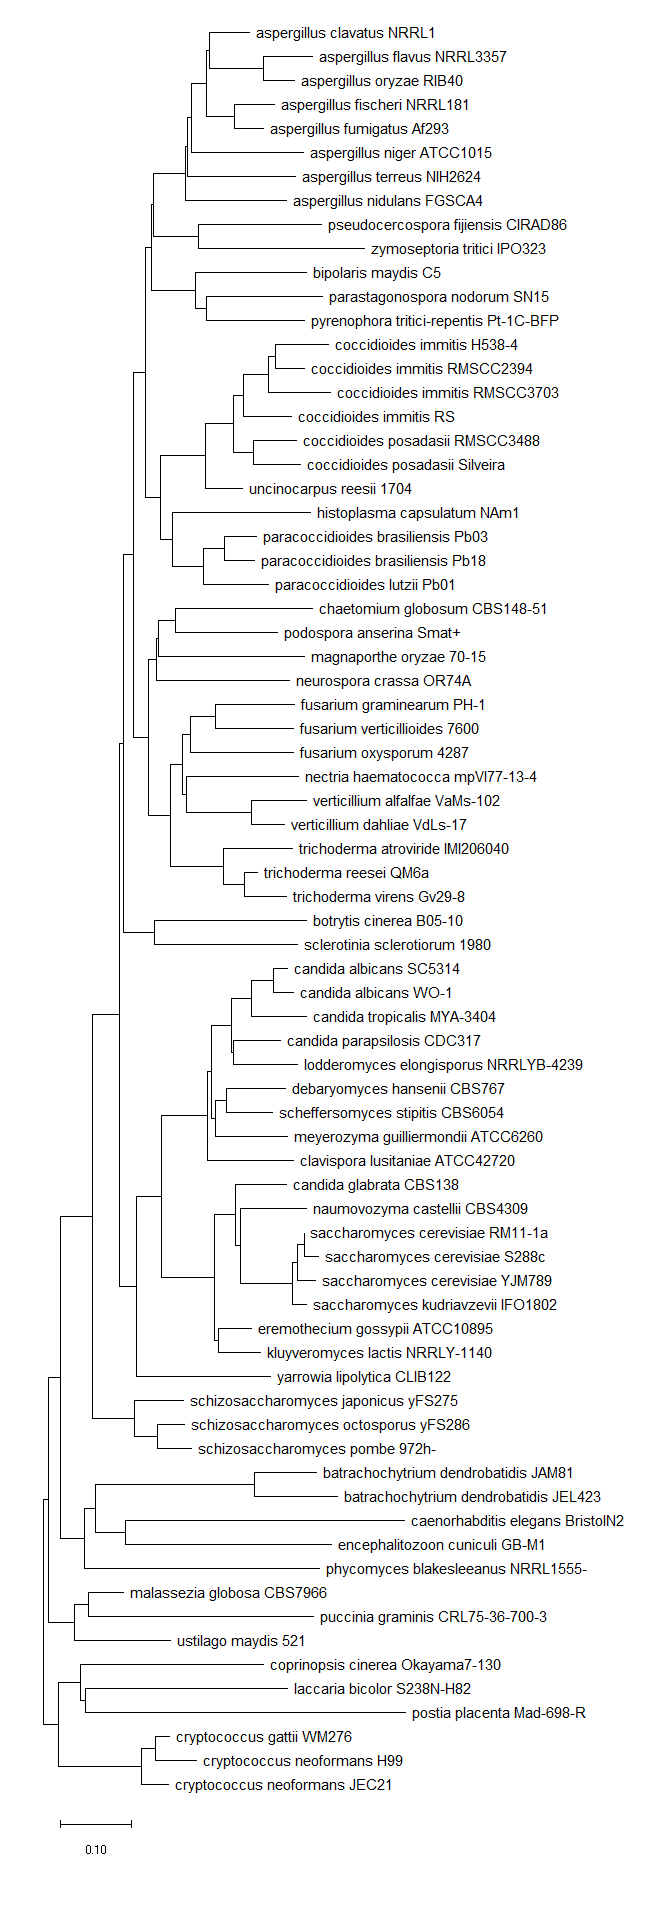 aspergillus clavatus NRRL1
aspergillus flavus NRRL3357
aspergillus oryzae RIB40
aspergillus fischeri NRRL181
aspergillus fumigatus Af293
aspergillus niger ATCC1015
aspergillus terreus NIH2624
aspergillus nidulans FGSCA4
pseudocercospora fijiensis CIRAD86
zymoseptoria tritici IPO323
bipolaris maydis C5
parastagonospora nodorum SN15
pyrenophora tritici-repentis Pt-1C-BFP
coccidioides immitis H538-4
coccidioides immitis RMSCC2394
coccidioides immitis RMSCC3703
coccidioides immitis RS
coccidioides posadasii RMSCC3488
coccidioides posadasii Silveira
uncinocarpus reesii 1704
histoplasma capsulatum NAm1
paracoccidioides brasiliensis Pb03
paracoccidioides brasiliensis Pb18
paracoccidioides lutzii Pb01
chaetomium globosum CBS148-51
podospora anserina Smat+
magnaporthe oryzae 70-15
neurospora crassa OR74A
fusarium graminearum PH-1
fusarium verticillioides 7600
fusarium oxysporum 4287
nectria haematococca mpVI77-13-4
verticillium alfalfae VaMs-102
verticillium dahliae VdLs-17
trichoderma atroviride IMI206040
trichoderma reesei QM6a
trichoderma virens Gv29-8
botrytis cinerea B05-10
sclerotinia sclerotiorum 1980
candida albicans SC5314
candida albicans WO-1
candida tropicalis MYA-3404
candida parapsilosis CDC317
lodderomyces elongisporus NRRLYB-4239
debaryomyces hansenii CBS767
scheffersomyces stipitis CBS6054
meyerozyma guilliermondii ATCC6260
clavispora lusitaniae ATCC42720
candida glabrata CBS138
naumovozyma castellii CBS4309
saccharomyces cerevisiae RM11-1a
saccharomyces cerevisiae S288c
saccharomyces cerevisiae YJM789
saccharomyces kudriavzevii IFO1802
eremothecium gossypii ATCC10895
kluyveromyces lactis NRRLY-1140
yarrowia lipolytica CLIB122
schizosaccharomyces japonicus yFS275
schizosaccharomyces octosporus yFS286
schizosaccharomyces pombe 972h-
batrachochytrium dendrobatidis JAM81
batrachochytrium dendrobatidis JEL423
caenorhabditis elegans BristolN2
encephalitozoon cuniculi GB-M1
phycomyces blakesleeanus NRRL1555-
malassezia globosa CBS7966
puccinia graminis CRL75-36-700-3
ustilago maydis 521
coprinopsis cinerea Okayama7-130
laccaria bicolor S238N-H82
postia placenta Mad-698-R
cryptococcus gattii WM276
cryptococcus neoformans H99
cryptococcus neoformans JEC21
0.10